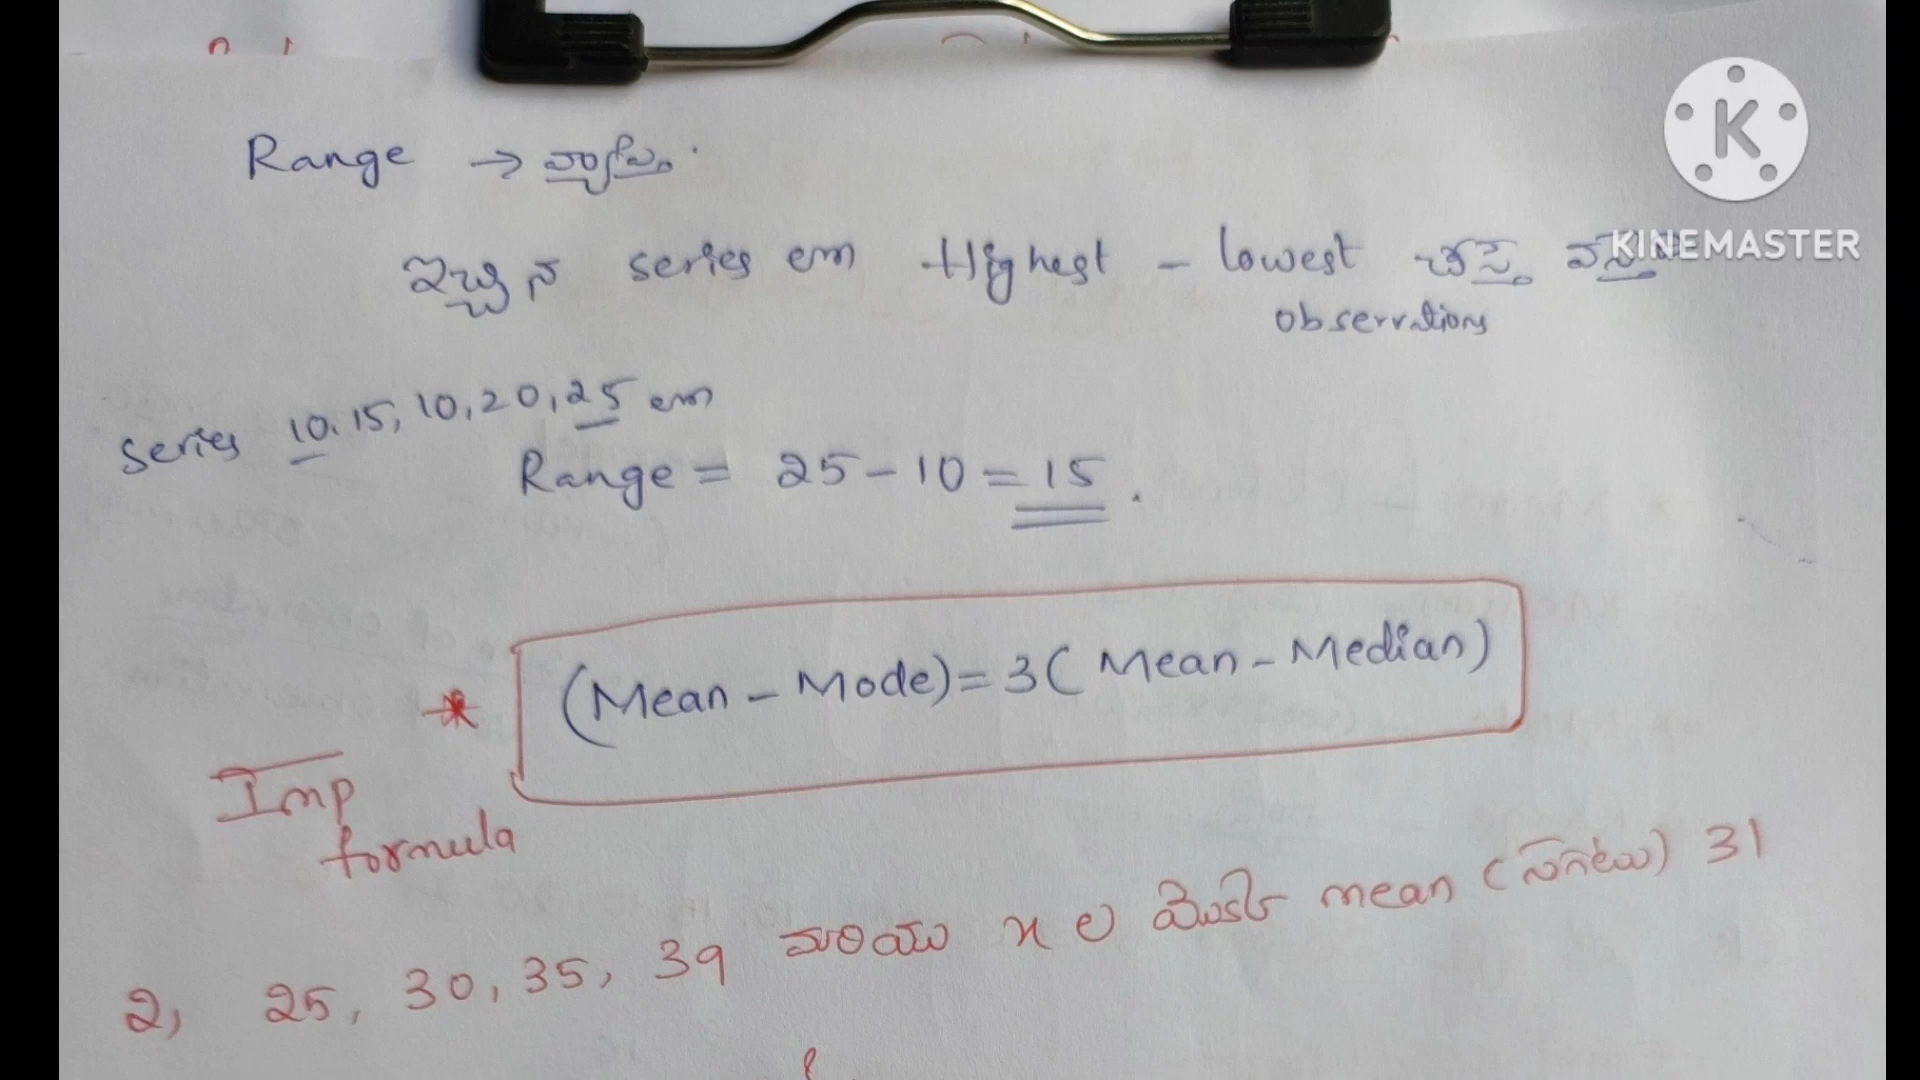 Range → వ్యాప్తి.
ఇచ్చిన series లో Highest - lowest చేస్తే
observations
series 10, 15, 10, 20, 25 లో
Range = 25 - 10 = 15.
* (Mean - Mode) = 3( Mean - Median)
Imp
formula
2, 25, 30, 35, 39 మరియు x ల mean (సగటు) 31
K
KINEMASTER